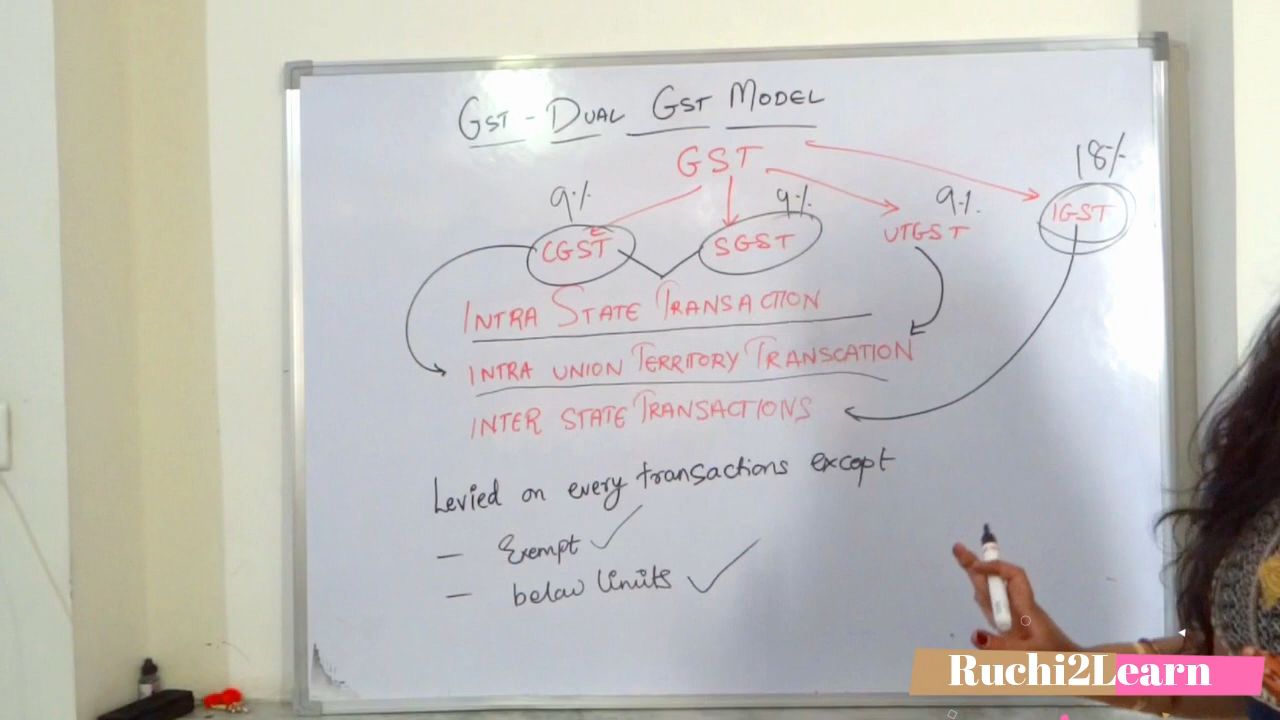 GST - DUAL GST MODEL
GST
18%
9%
9%
9%
CGST
SGST
UTGST
IGST
INTRA STATE TRANSACTION
INTRA UNION TERRITORY TRANSCATION
INTER STATE TRANSACTIONS
Levied on every transactions except
- Exempt ✓
- below limits ✓
Ruchi2Learn